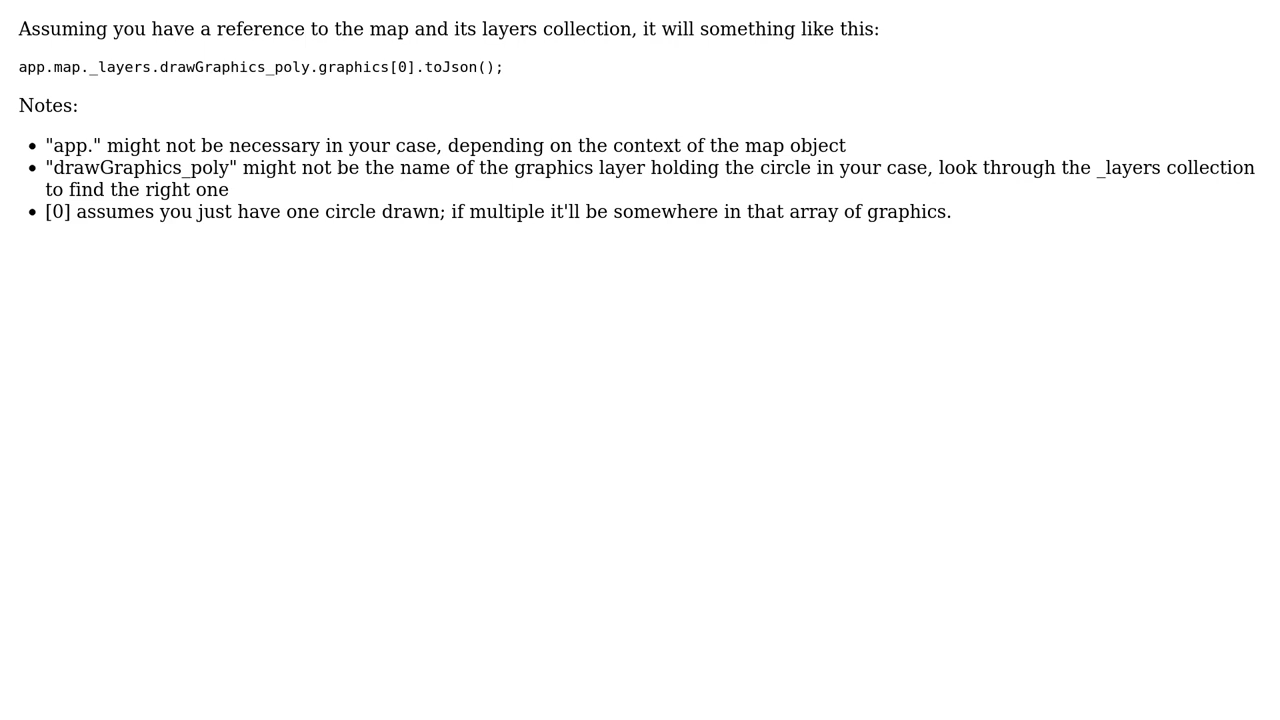 Assuming you have a reference to the map and its layers collection, it will something like this:
app.map._layers.drawGraphics_poly.graphics[0].toJson();
Notes:
• "app." might not be necessary in your case, depending on the context of the map object
• "drawGraphics_poly" might not be the name of the graphics layer holding the circle in your case, look through the _layers collection
to find the right one
• [0] assumes you just have one circle drawn; if multiple it'll be somewhere in that array of graphics.